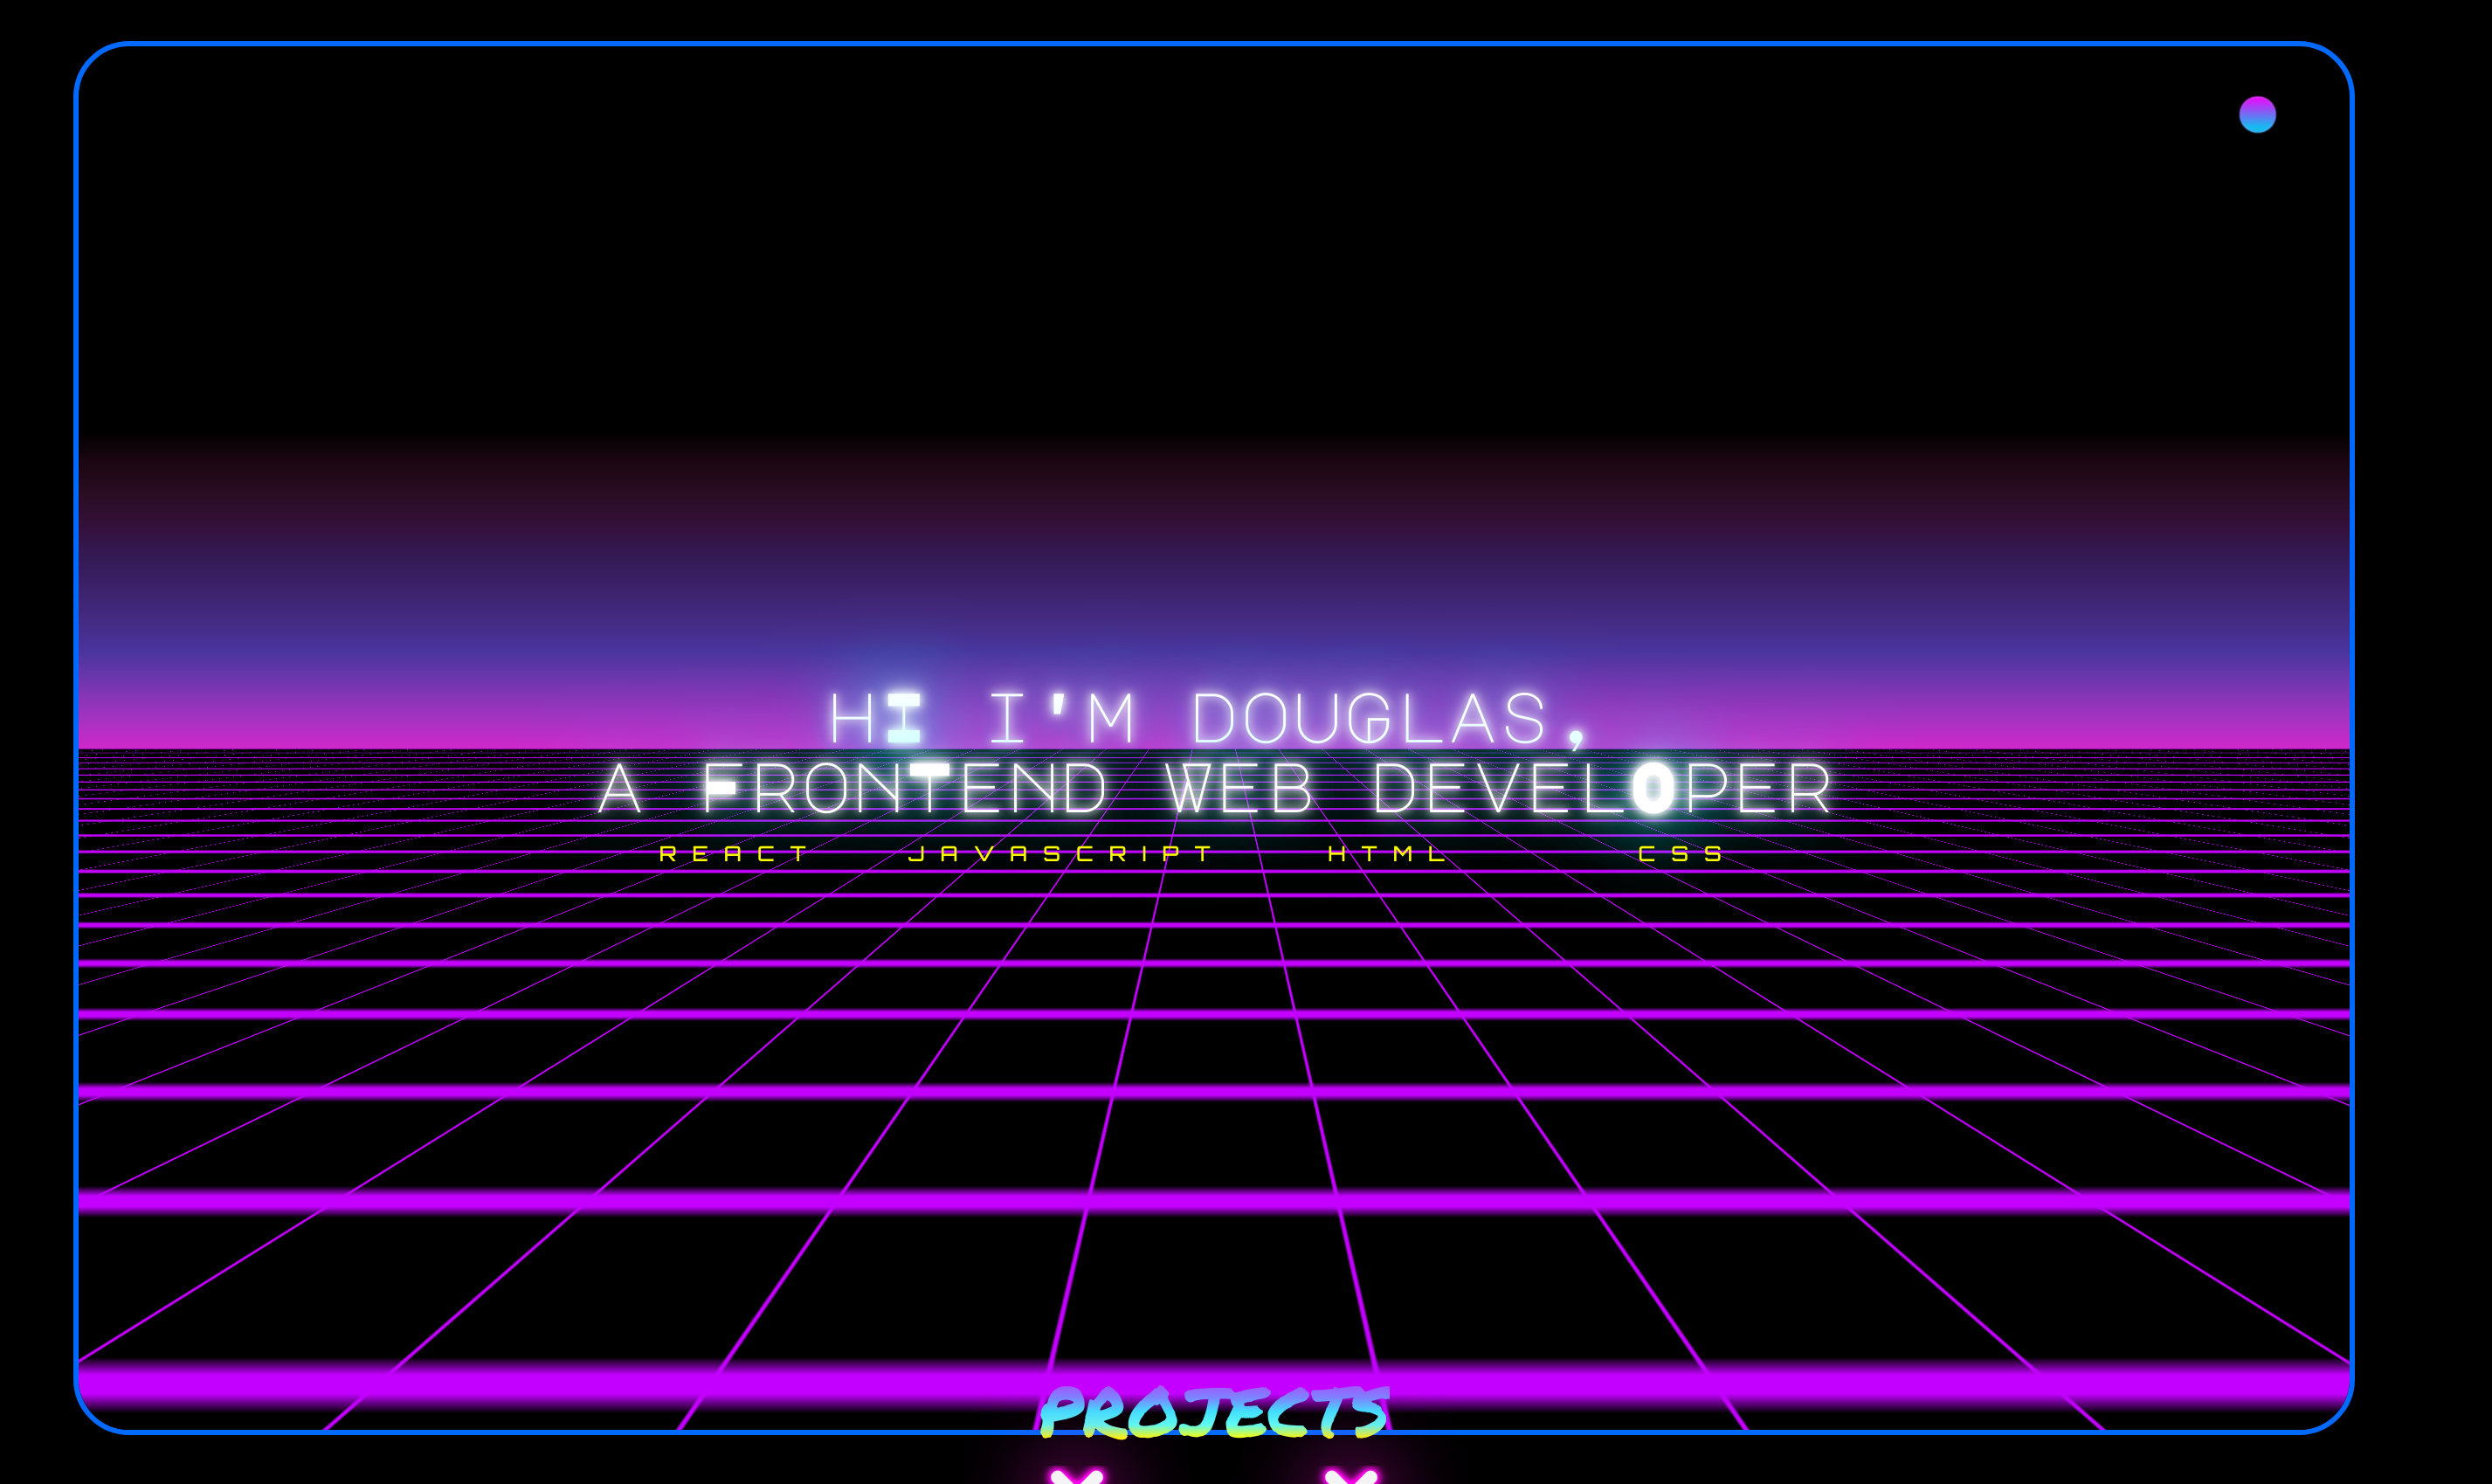 HI I'M DOUGLAS,
A FRONTEND WEB DEVELOPER
REACT JAVASCRIPT HTML CSS
PROJECTS